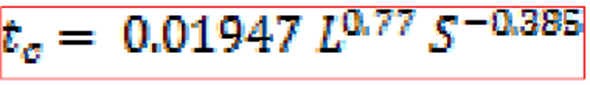 t_c = 0.01947 L^0.77 S^−0.385